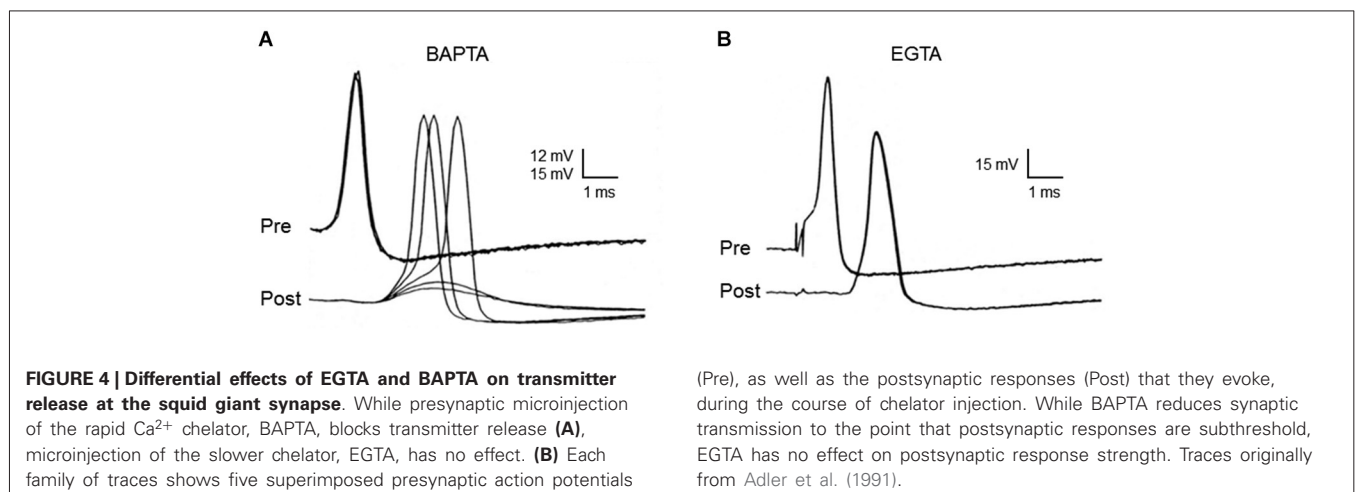 A
BAPTA
12 mV
15 mV
1 ms
Pre
Post
B
EGTA
15 mV
1 ms
Pre
Post
FIGURE 4 | Differential effects of EGTA and BAPTA on transmitter
release at the squid giant synapse. While presynaptic microinjection
of the rapid Ca²⁺ chelator, BAPTA, blocks transmitter release (A),
microinjection of the slower chelator, EGTA, has no effect. (B) Each
family of traces shows five superimposed presynaptic action potentials
(Pre), as well as the postsynaptic responses (Post) that they evoke,
during the course of chelator injection. While BAPTA reduces synaptic
transmission to the point that postsynaptic responses are subthreshold,
EGTA has no effect on postsynaptic response strength. Traces originally
from Adler et al. (1991).